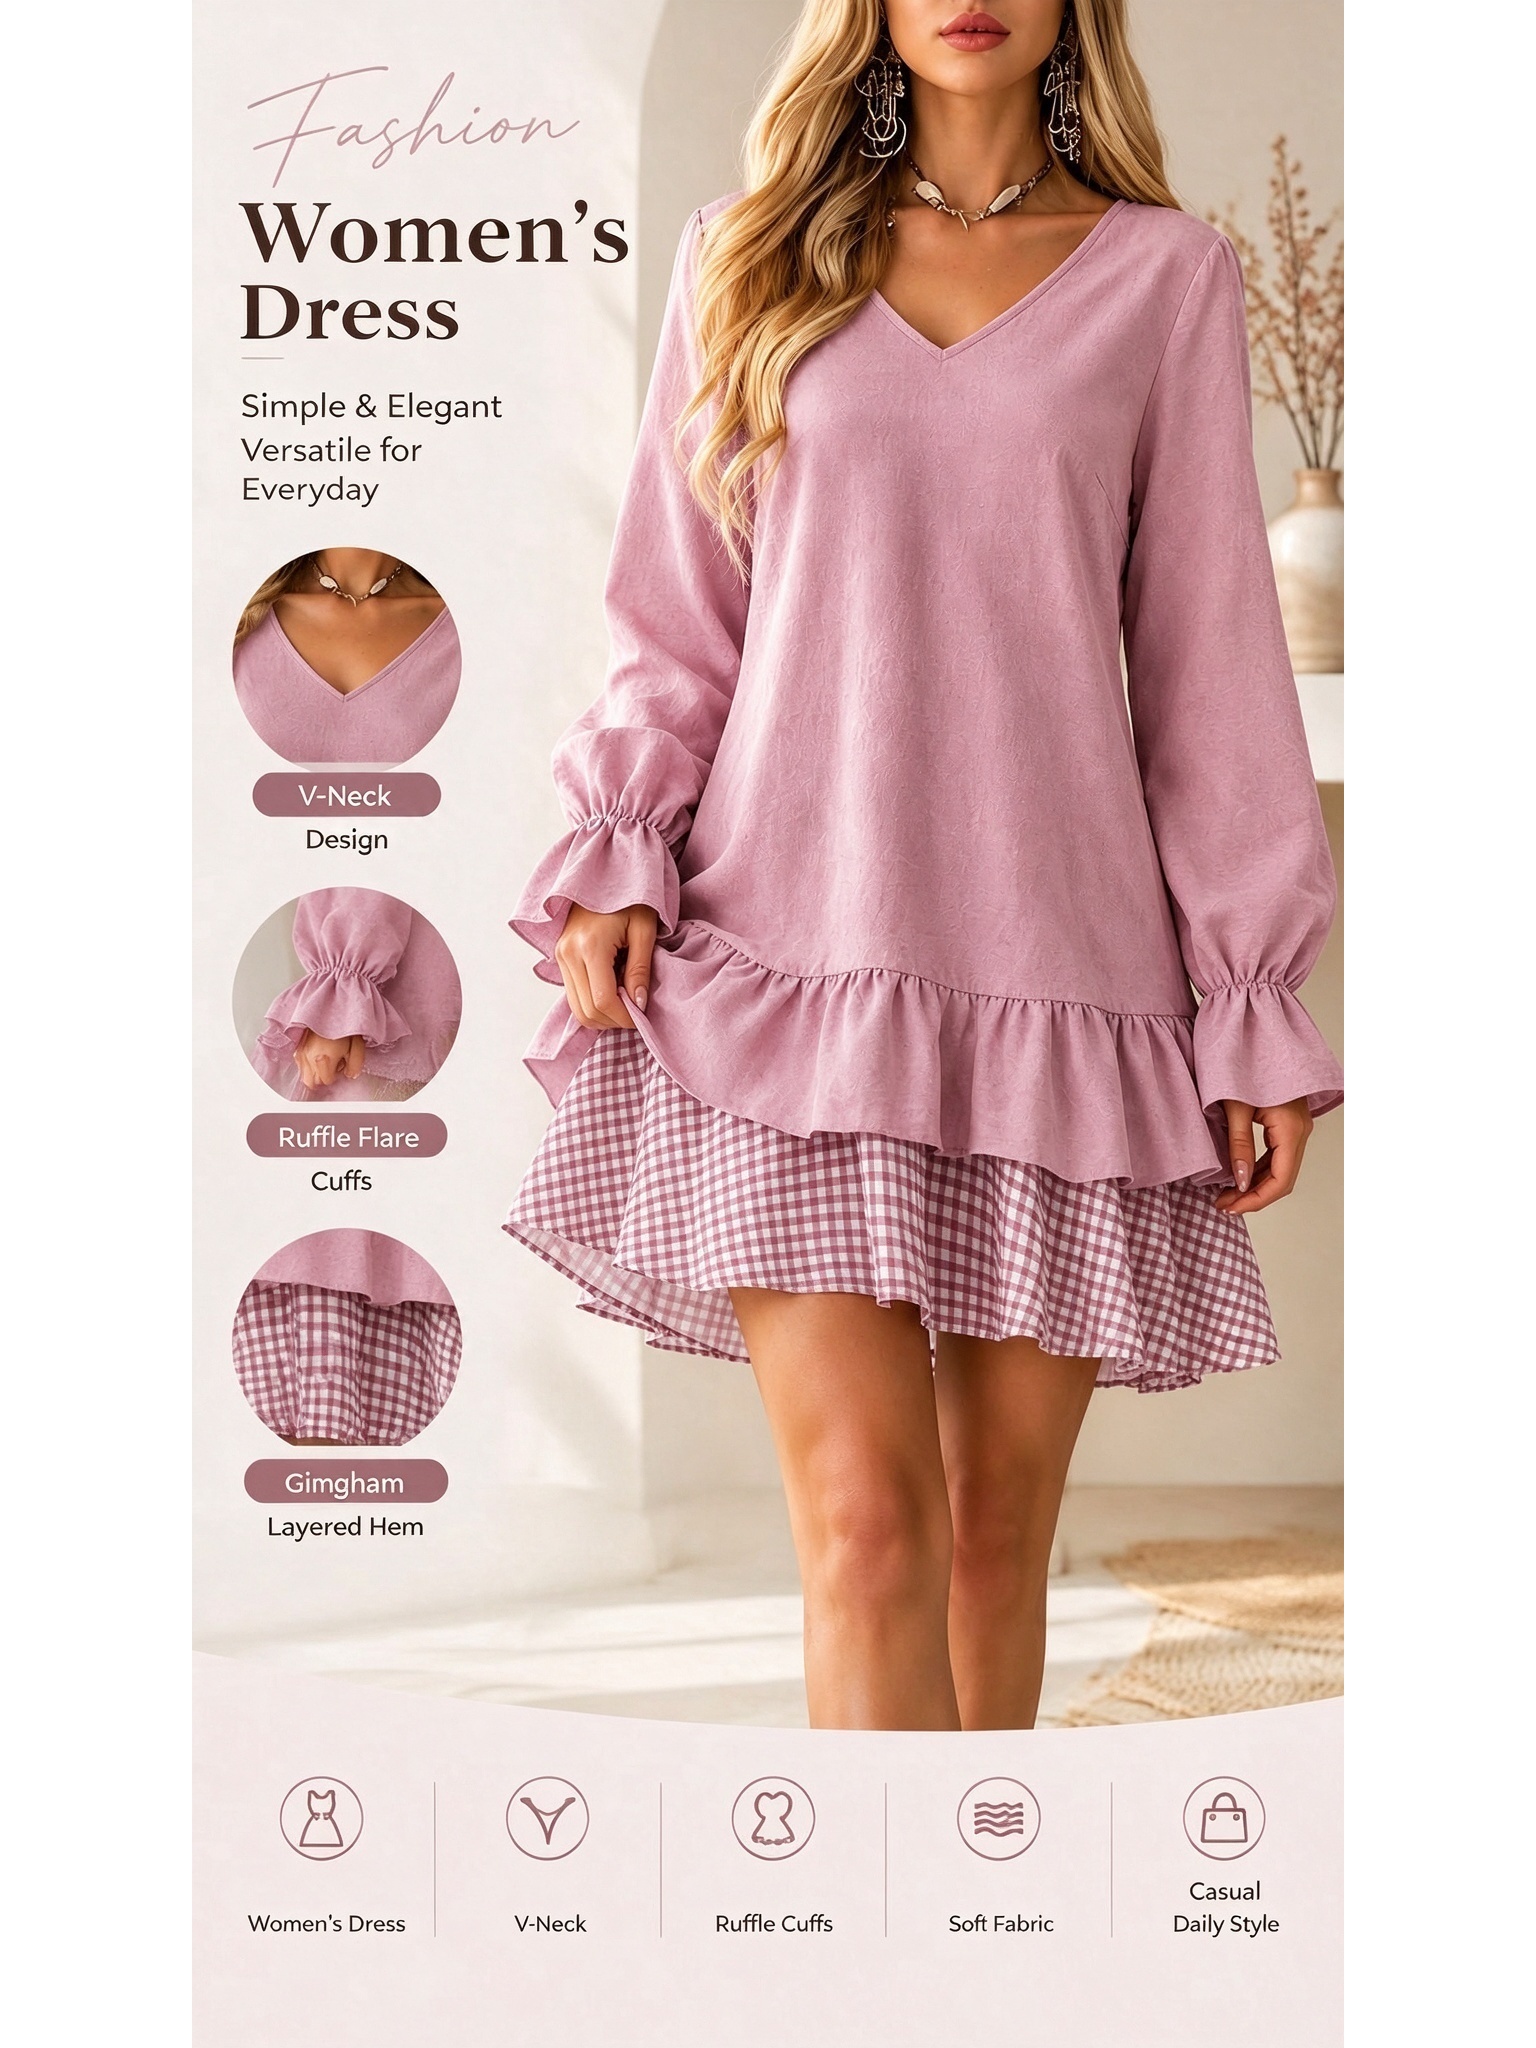 Fashion
Women's
Dress
Simple & Elegant
Versatile for
Everyday
V-Neck
Design
Ruffle Flare
Cuffs
Gimgham
Layered Hem
Women's Dress
V-Neck
Ruffle Cuffs
Soft Fabric
Casual
Daily Style